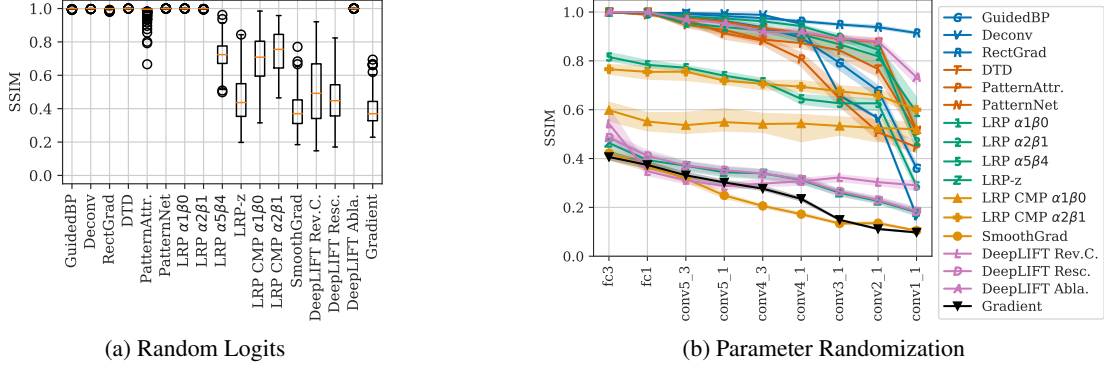 SSIM
1.0
0.8
0.6
0.4
0.2
0.0
GuidedBP
Deconv
RectGrad
DTD
PatternAttr.
PatternNet
LRP α1β0
LRP α2β1
LRP α5β4
LRP-z
LRP CMP α1β0
LRP CMP α2β1
SmoothGrad
DeepLIFT Rev.C.
DeepLIFT Resc.
DeepLIFT Abla.
Gradient
(a) Random Logits
SSIM
1.0
0.8
0.6
0.4
0.2
0.0
fc3
fc1
conv5_3
conv5_1
conv4_3
conv4_1
conv3_1
conv2_1
conv1_1
GuidedBP
Deconv
RectGrad
DTD
PatternAttr.
PatternNet
LRP α1β0
LRP α2β1
LRP α5β4
LRP-z
LRP CMP α1β0
LRP CMP α2β1
SmoothGrad
DeepLIFT Rev.C.
DeepLIFT Resc.
DeepLIFT Abla.
Gradient
(b) Parameter Randomization